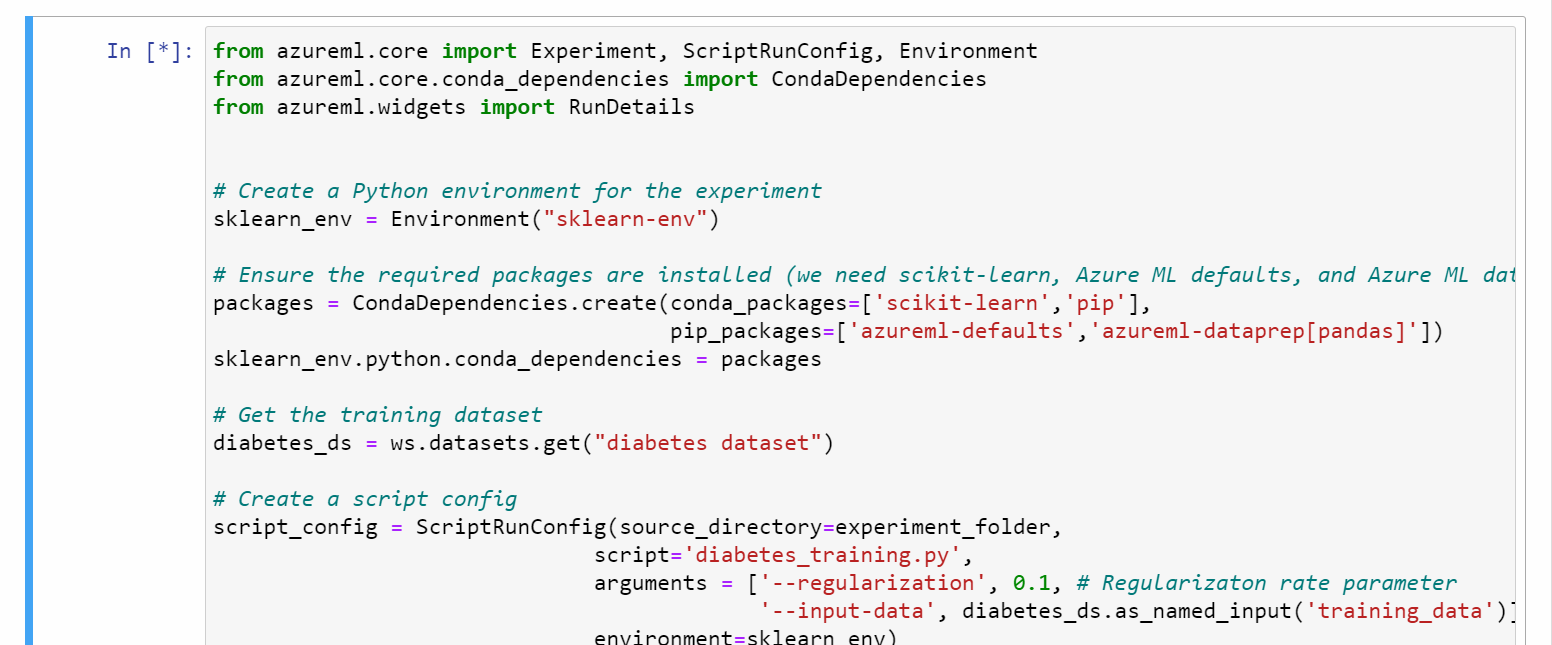 In [*]: from azureml.core import Experiment, ScriptRunConfig, Environment
from azureml.core.conda_dependencies import CondaDependencies
from azureml.widgets import RunDetails
# Create a Python environment for the experiment
sklearn_env = Environment("sklearn-env")
# Ensure the required packages are installed (we need scikit-learn, Azure ML defaults, and Azure ML dat
packages = CondaDependencies.create(conda_packages=['scikit-learn','pip'],
pip_packages=['azureml-defaults','azureml-dataprep[pandas]'])
sklearn_env.python.conda_dependencies = packages
# Get the training dataset
diabetes_ds = ws.datasets.get("diabetes dataset")
# Create a script config
script_config = ScriptRunConfig(source_directory=experiment_folder,
script='diabetes_training.py',
arguments = ['--regularization', 0.1, # Regularizaton rate parameter
'--input-data', diabetes_ds.as_named_input('training_data')]
environment=sklearn_env)